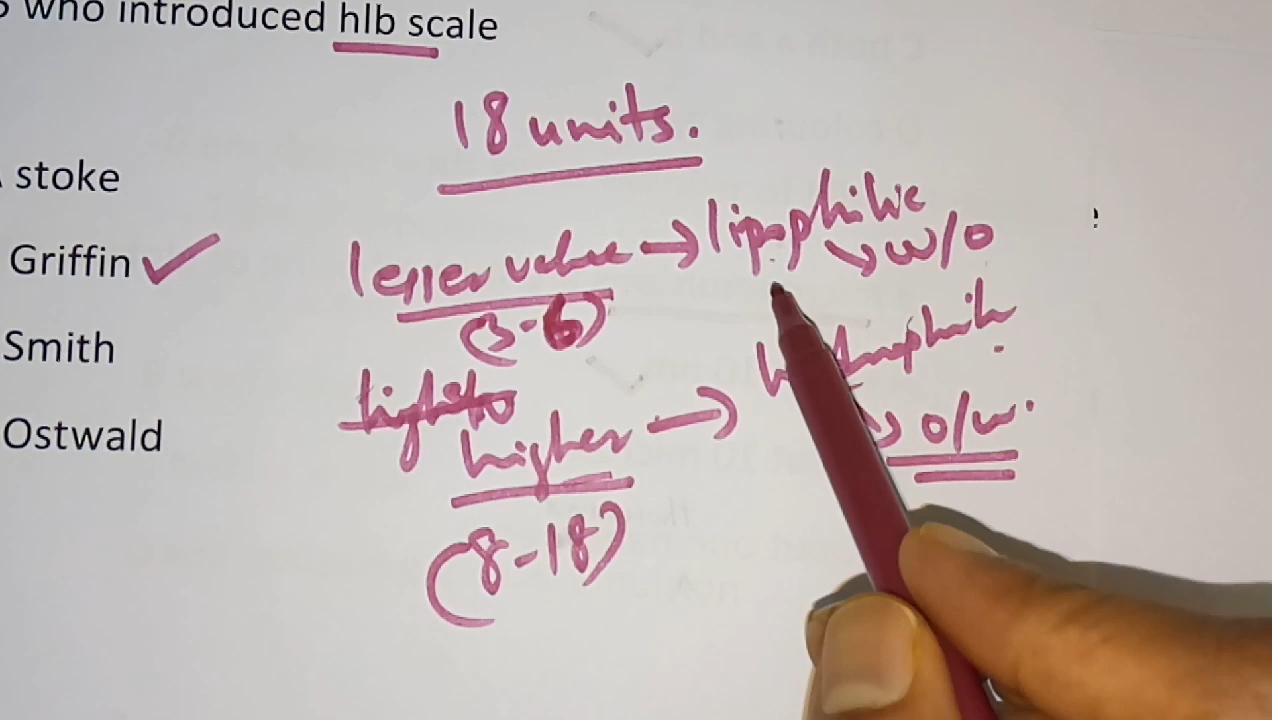 who introduced hlb scale
18 units.
stoke
lesser value → lipophilic
↘ w/o
Griffin ✓
(3-6)
Smith
higher →
↘ o/w.
Ostwald
(8-18)